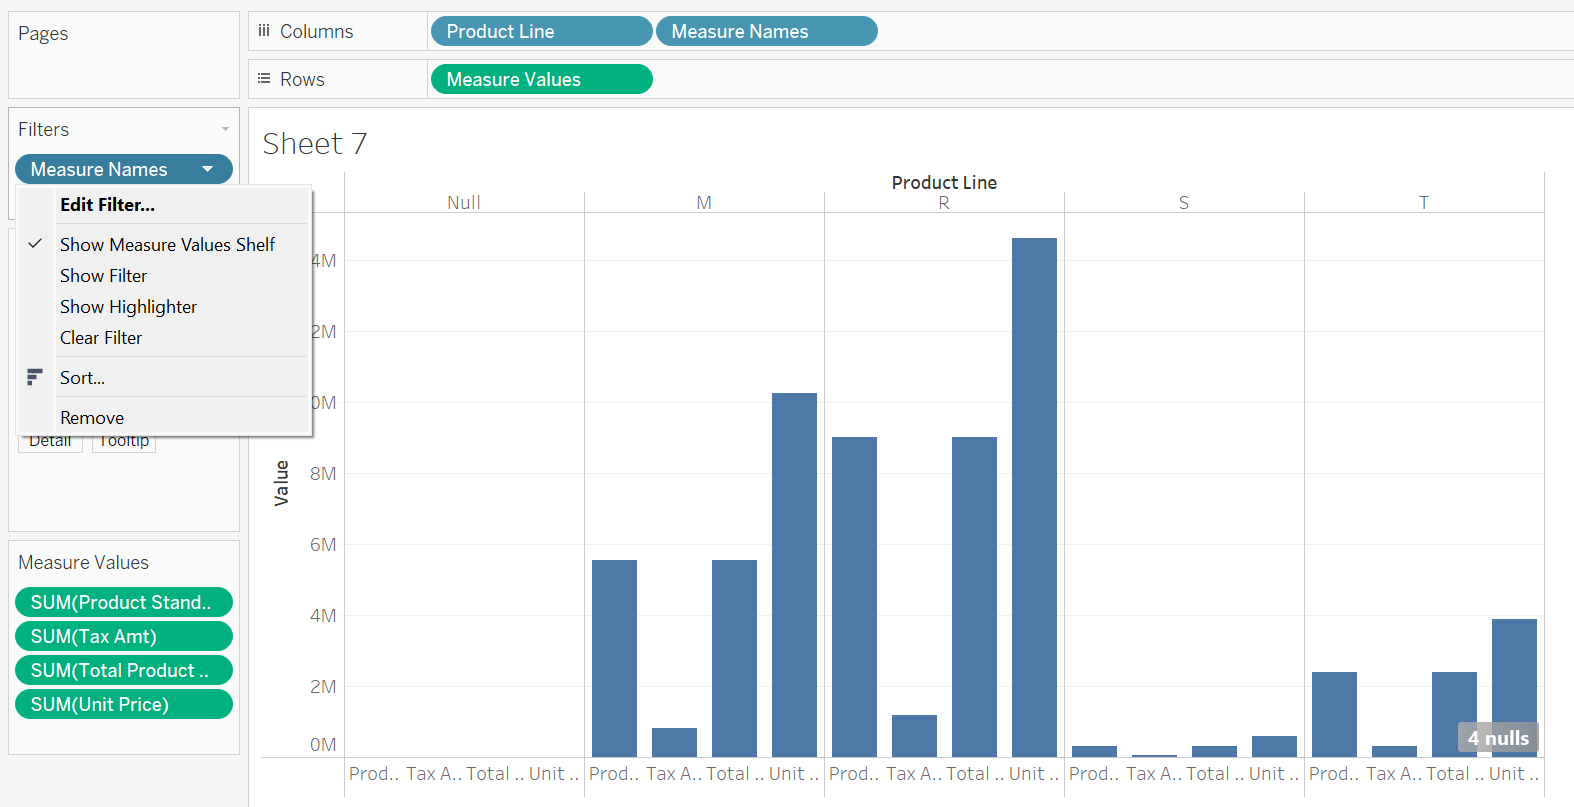 Pages
Columns
Product Line
Measure Names
Rows
Measure Values
Filters
Measure Names
Edit Filter...
Show Measure Values Shelf
Show Filter
Show Highlighter
Clear Filter
Sort...
Remove
Detail
Tooltip
Measure Values
SUM(Product Stand..
SUM(Tax Amt)
SUM(Total Product ..
SUM(Unit Price)
Sheet 7
Product Line
Null M R S T
4M
2M
0M
8M
6M
4M
2M
0M
Value
4 nulls
Prod.. Tax A.. Total .. Unit .. Prod.. Tax A.. Total .. Unit .. Prod.. Tax A.. Total .. Unit .. Prod.. Tax A.. Total .. Unit .. Prod.. Tax A.. Total .. Unit ..